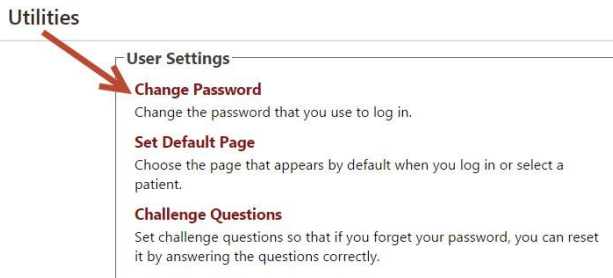 Utilities
User Settings
Change Password
Change the password that you use to log in.
Set Default Page
Choose the page that appears by default when you log in or select a
patient.
Challenge Questions
Set challenge questions so that if you forget your password, you can reset
it by answering the questions correctly.